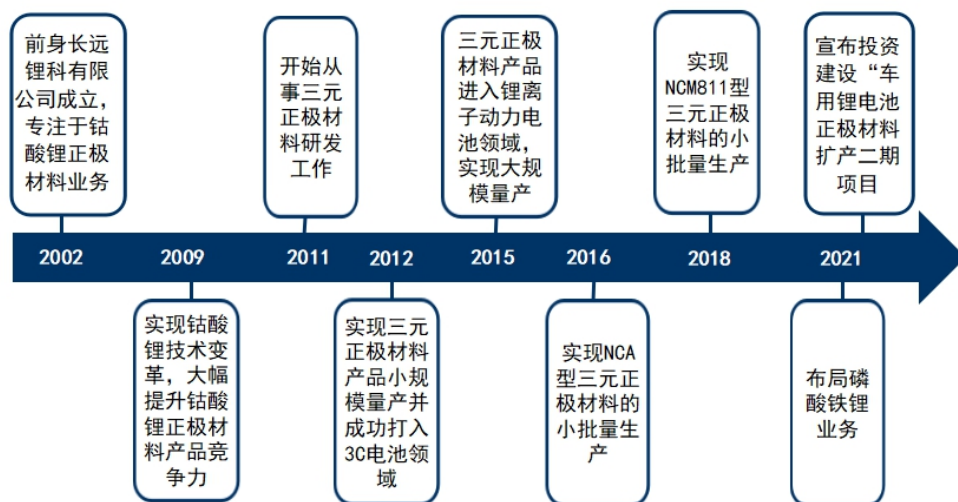 前身长远
锂科有限
公司成立，
专注于钴
酸锂正极
材料业务
开始从
事三元
正极材
料研发
工作
三元正极
材料产品
进入锂离
子动力电
池领域，
实现大规
模量产
实现
NCM811型
三元正极
材料的小
批量生产
宣布投资
建设“车
用锂电池
正极材料
扩产二期
项目
2002
2009
2011
2012
2015
2016
2018
2021
实现钴酸
锂技术变
革，大幅
提升钴酸
锂正极材
料产品竞
争力
实现三元
正极材料
产品小规
模量产并
成功打入
3C电池领
域
实现NCA
型三元正
极材料的
小批量生
产
布局磷
酸铁锂
业务